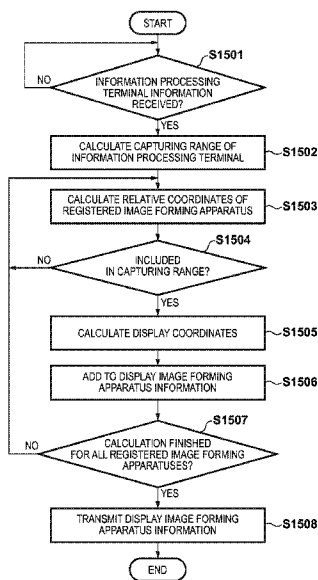 START
S1501
NO
INFORMATION PROCESSING
TERMINAL INFORMATION
RECEIVED?
YES
CALCULATE CAPTURING RANGE OF
INFORMATION PROCESSING TERMINAL
S1502
CALCULATE RELATIVE COORDINATES OF
REGISTERED IMAGE FORMING APPARATUS
S1503
S1504
NO
INCLUDED
IN CAPTURING RANGE?
YES
CALCULATE DISPLAY COORDINATES
S1505
ADD TO DISPLAY IMAGE FORMING
APPARATUS INFORMATION
S1506
S1507
NO
CALCULATION FINISHED
FOR ALL REGISTERED IMAGE FORMING
APPARATUSES?
YES
TRANSMIT DISPLAY IMAGE FORMING
APPARATUS INFORMATION
S1508
END